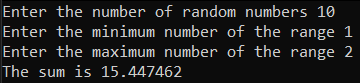 Enter the number of random numbers 10
Enter the minimum number of the range 1
Enter the maximum number of the range 2
The sum is 15.447462